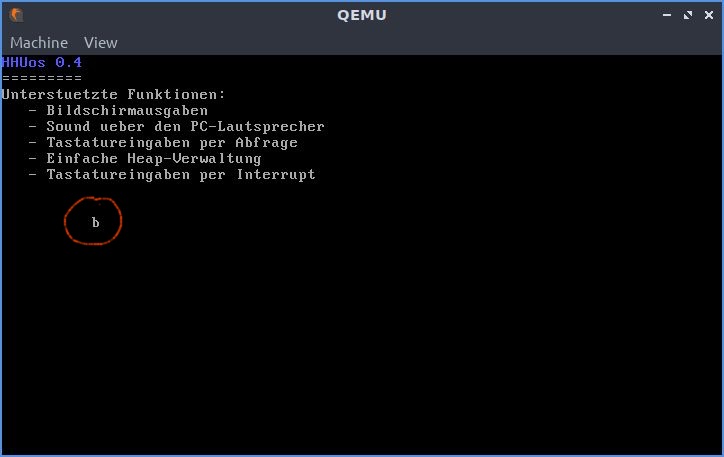 QEMU
Machine View
HHUos 0.4
=========
Unterstuetzte Funktionen:
- Bildschirmausgaben
- Sound ueber den PC-Lautsprecher
- Tastatureingaben per Abfrage
- Einfache Heap-Verwaltung
- Tastatureingaben per Interrupt
b